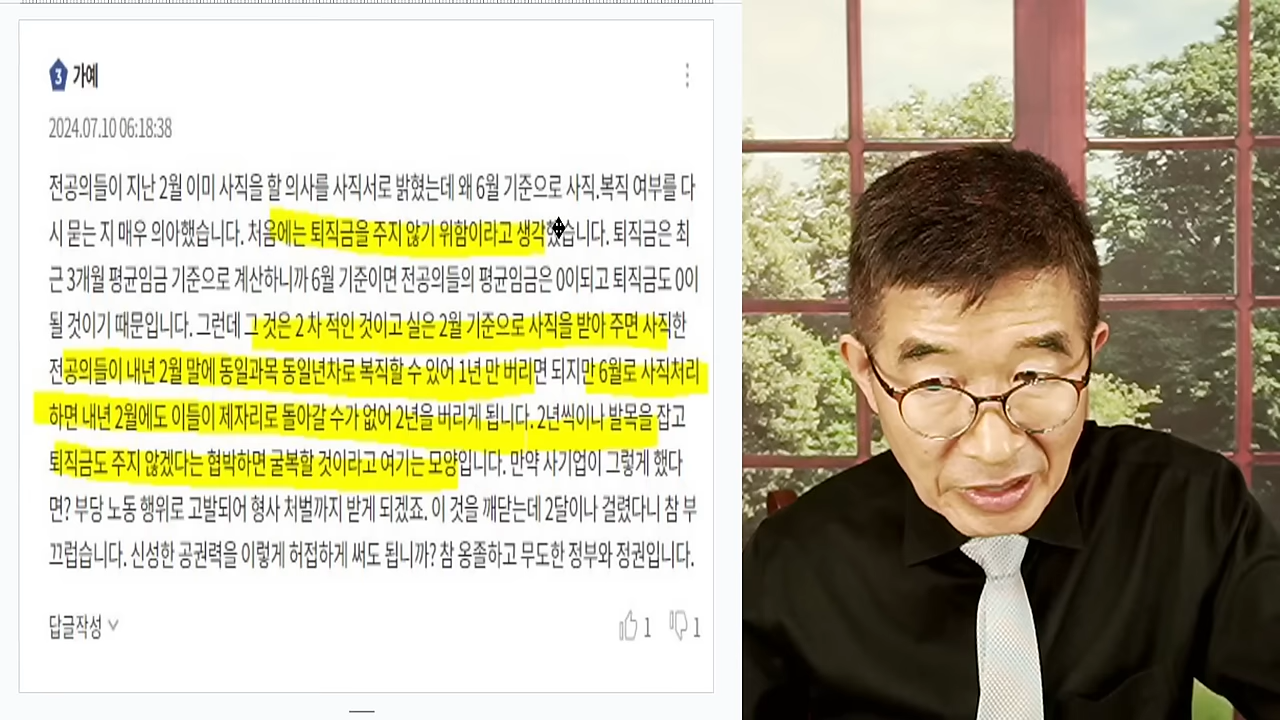 3 가예
2024.07.10 06:18:38
전공의들이 지난 2월 이미 사직을 할 의사를 사직서로 밝혔는데 왜 6월 기준으로 사직.복직 여부를 다
시 묻는 지 매우 의아했습니다. 처음에는 퇴직금을 주지 않기 위함이라고 생각했습니다. 퇴직금은 최
근 3개월 평균임금 기준으로 계산하니까 6월 기준이면 전공의들의 평균임금은 0이되고 퇴직금도 0이
될 것이기 때문입니다. 그런데 그 것은 2 차 적인 것이고 실은 2월 기준으로 사직을 받아 주면 사직한
전공의들이 내년 2월 말에 동일과목 동일년차로 복직할 수 있어 1년 만 버리면 되지만 6월로 사직처리
하면 내년 2월에도 이들이 제자리로 돌아갈 수가 없어 2년을 버리게 됩니다. 2년씩이나 발목을 잡고
퇴직금도 주지 않겠다는 협박하면 굴복할 것이라고 여기는 모양입니다. 만약 사기업이 그렇게 했다
면? 부당 노동 행위로 고발되어 형사 처벌까지 받게 되겠죠. 이 것을 깨닫는데 2달이나 걸렸다니 참 부
끄럽습니다. 신성한 공권력을 이렇게 허접하게 써도 됩니까? 참 옹졸하고 무도한 정부와 정권입니다.
답글작성 1 1